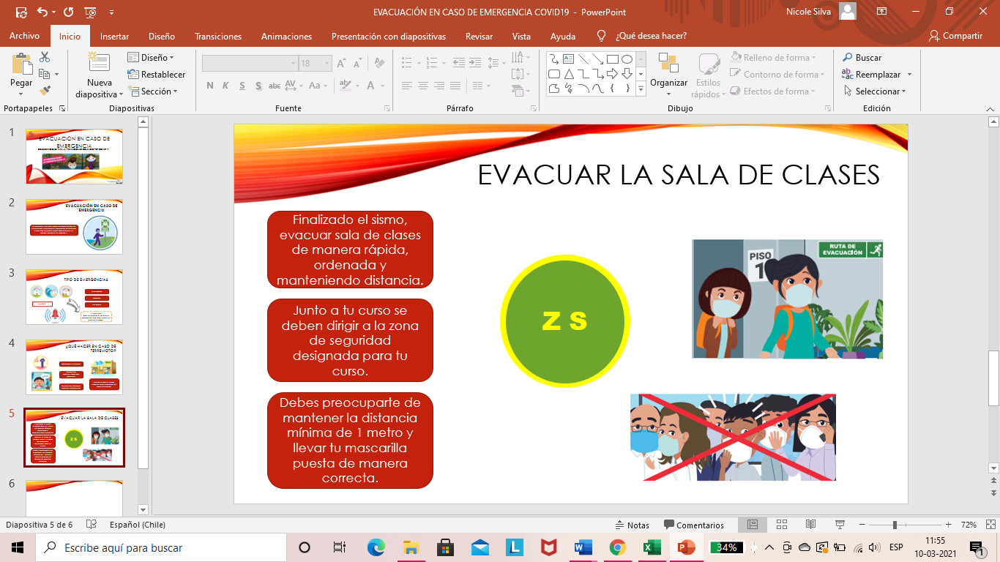 EVACUACIÓN EN CASO DE EMERGENCIA COVID19 - PowerPoint
Nicole Silva
Archivo Inicio Insertar Diseño Transiciones Animaciones Presentación con diapositivas Revisar Vista Ayuda ¿Qué desea hacer? Compartir
Pegar
Portapapeles
Nueva
diapositiva
Diseño
Restablecer
Sección
Diapositivas
18
N K S S abc AV Aa A
Fuente
Párrafo
Organizar
Estilos
rápidos
Relleno de forma
Contorno de forma
Efectos de forma
Dibujo
Buscar
Reemplazar
Seleccionar
Edición
1
EVACUACIÓN EN CASO DE
EMERGENCIA
2
EVACUACIÓN EN CASO DE
EMERGENCIA
3
TIPO DE EMERGENCIAS
4
¿QUÉ HACER EN CASO DE
TERREMOTO?
5
EVACUAR LA SALA DE CLASES
Z S
6
EVACUAR LA SALA DE CLASES
Finalizado el sismo,
evacuar sala de clases
de manera rápida,
ordenada y
manteniendo distancia.
Junto a tu curso se
deben dirigir a la zona
de seguridad
designada para tu
curso.
Debes preocuparte de
mantener la distancia
mínima de 1 metro y
llevar tu mascarilla
puesta de manera
correcta.
Z S
PISO
1
RUTA DE
EVACUACIÓN
Diapositiva 5 de 6 Español (Chile) Notas Comentarios 72%
Escribe aquí para buscar
34%
ESP
11:55
10-03-2021
1